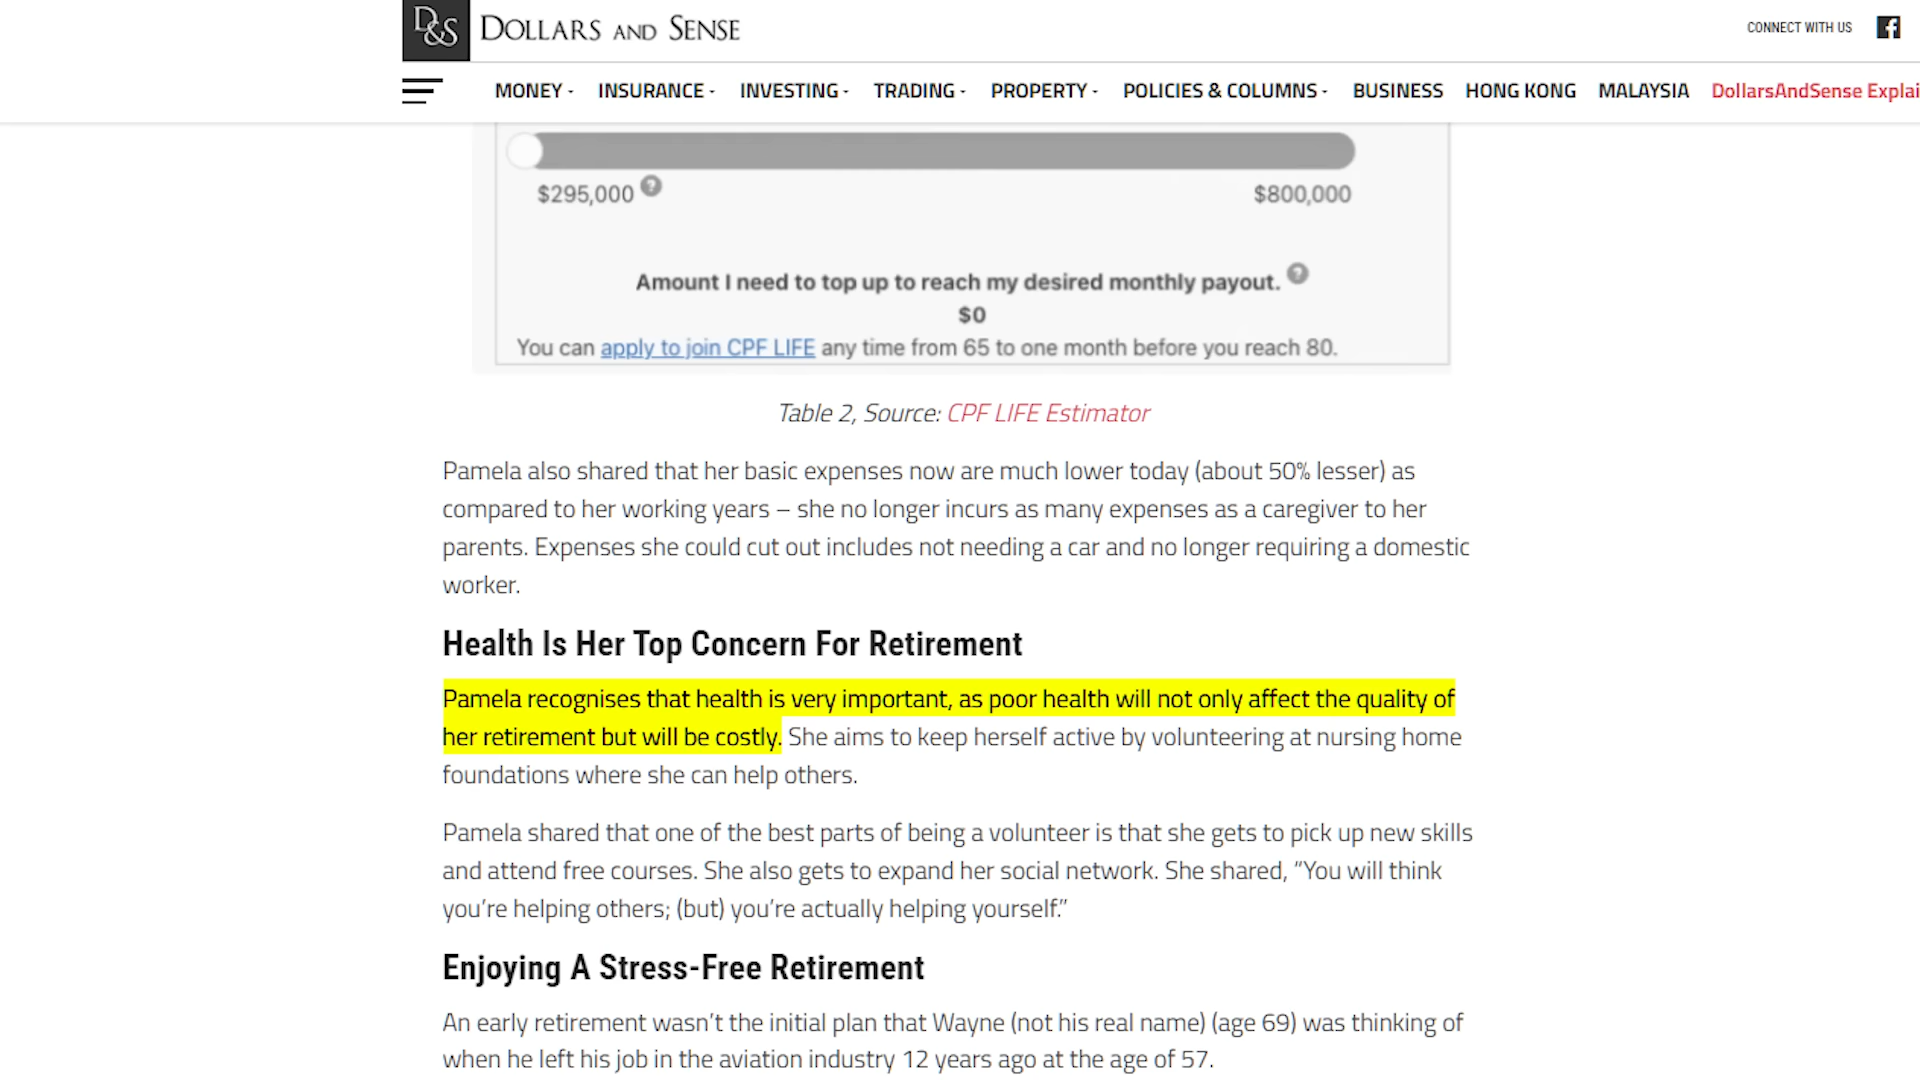 D&S DOLLARS AND SENSE
CONNECT WITH US
MONEY INSURANCE INVESTING TRADING PROPERTY POLICIES & COLUMNS BUSINESS HONG KONG MALAYSIA DollarsAndSense Explai
$295,000 ? $800,000
Amount I need to top up to reach my desired monthly payout. ?
$0
You can apply to join CPF LIFE any time from 65 to one month before you reach 80.
Table 2, Source: CPF LIFE Estimator
Pamela also shared that her basic expenses now are much lower today (about 50% lesser) as
compared to her working years – she no longer incurs as many expenses as a caregiver to her
parents. Expenses she could cut out includes not needing a car and no longer requiring a domestic
worker.
Health Is Her Top Concern For Retirement
Pamela recognises that health is very important, as poor health will not only affect the quality of
her retirement but will be costly. She aims to keep herself active by volunteering at nursing home
foundations where she can help others.
Pamela shared that one of the best parts of being a volunteer is that she gets to pick up new skills
and attend free courses. She also gets to expand her social network. She shared, “You will think
you’re helping others; (but) you’re actually helping yourself.”
Enjoying A Stress-Free Retirement
An early retirement wasn’t the initial plan that Wayne (not his real name) (age 69) was thinking of
when he left his job in the aviation industry 12 years ago at the age of 57.